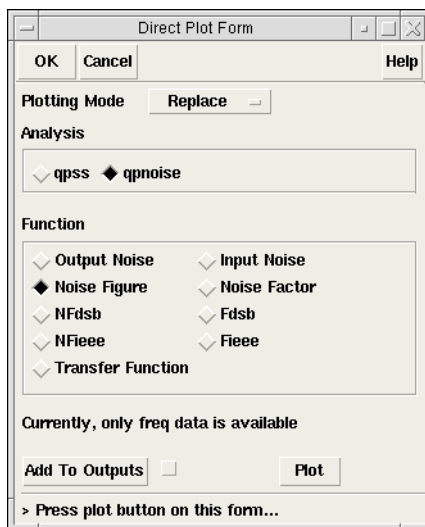 Direct Plot Form
OK Cancel Help
Plotting Mode Replace
Analysis
qpss qpnoise
Function
Output Noise Input Noise
Noise Figure Noise Factor
NFdsb Fdsb
NFieee Fieee
Transfer Function
Currently, only freq data is available
Add To Outputs Plot
> Press plot button on this form...